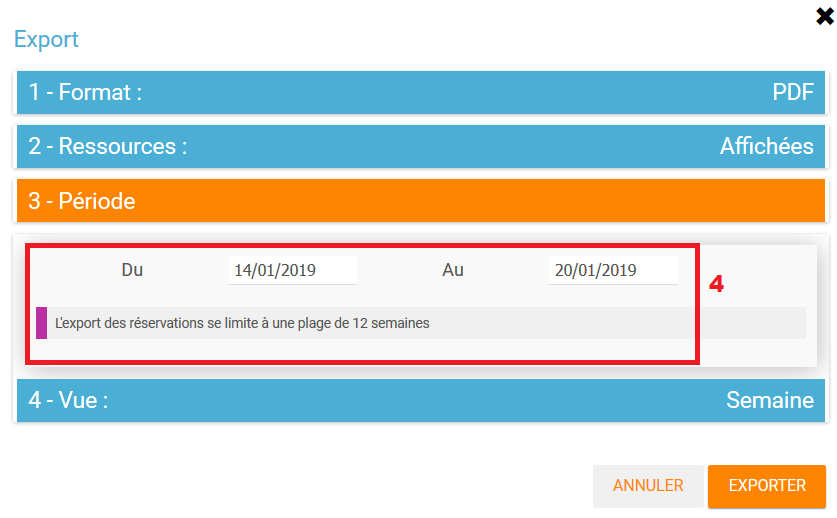 ✖
Export
1 - Format : PDF
2 - Ressources : Affichées
3 - Période
Du 14/01/2019 Au 20/01/2019
4
L'export des réservations se limite à une plage de 12 semaines
4 - Vue : Semaine
ANNULER EXPORTER